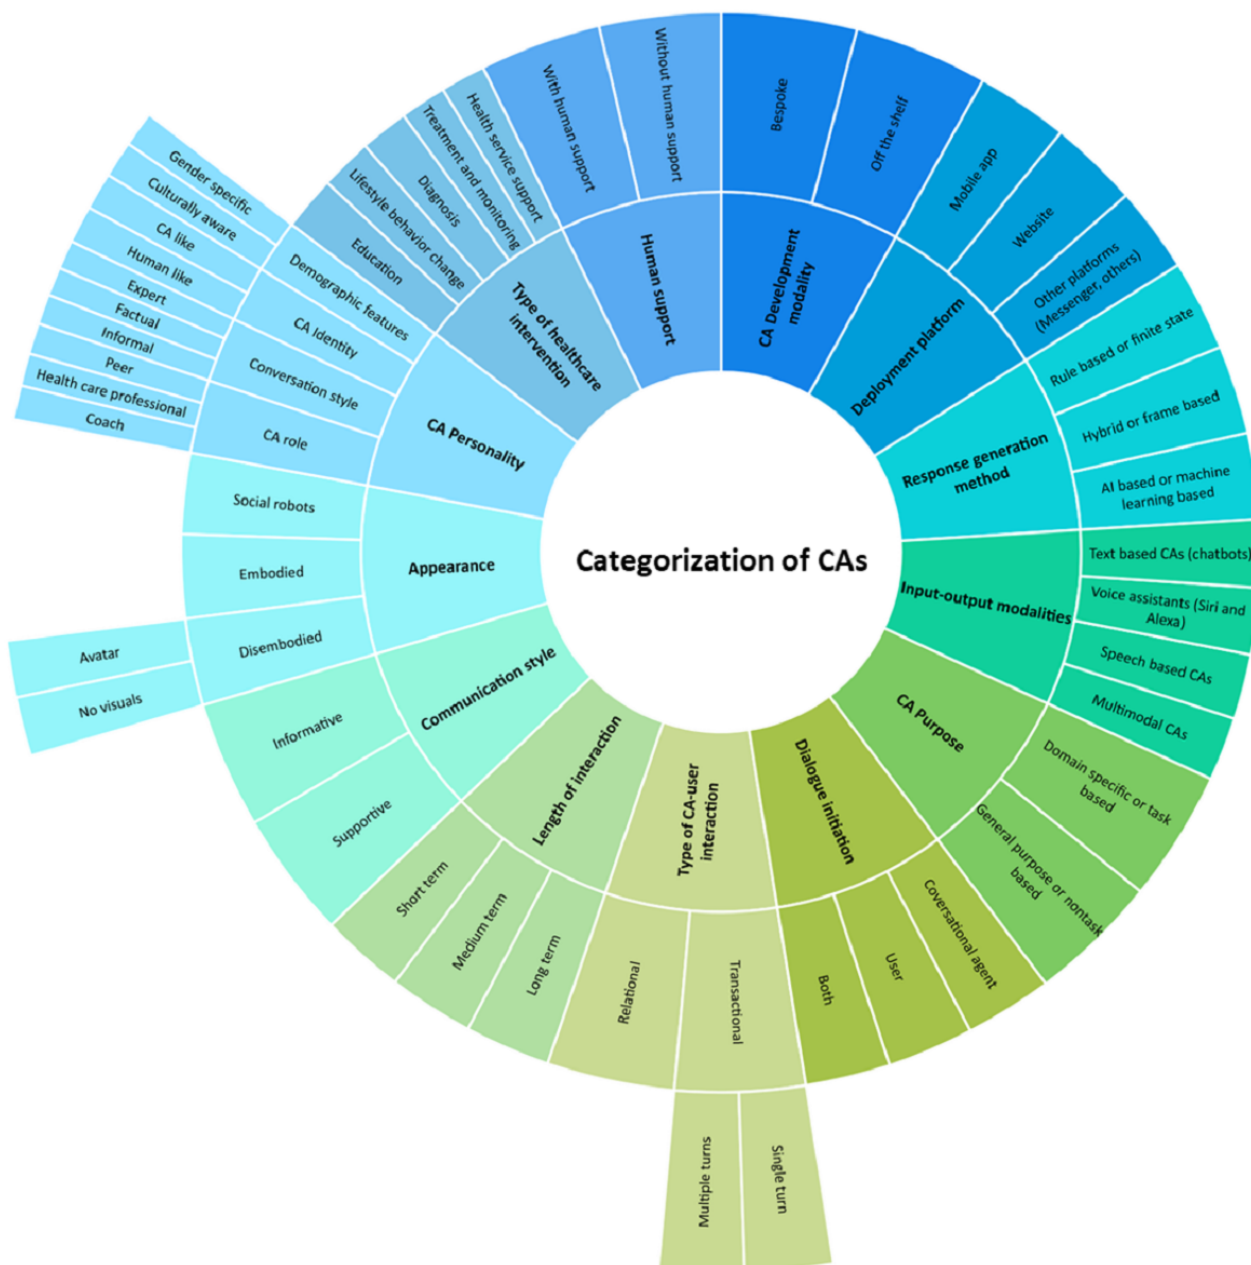 Categorization of CAs
CA Development
modality
Bespoke
Off the shelf
Deployment platform
Mobile app
Website
Other platforms
(Messenger, others)
Response generation
method
Rule based or finite state
Hybrid or frame based
AI based or machine
learning based
Input-output modalities
Text based CAs (chatbots)
Voice assistants (Siri and
Alexa)
Speech based CAs
Multimodal CAs
CA Purpose
Domain specific or task
based
General purpose or nontask
based
Dialogue initiation
Coversational agent
User
Both
Type of CA-user
interaction
Transactional
Single turn
Multiple turns
Relational
Length of interaction
Long term
Medium term
Short term
Communication style
Supportive
Informative
Appearance
Disembodied
No visuals
Avatar
Embodied
Social robots
CA Personality
CA role
Coach
Health care professional
Peer
Conversation style
Informal
Factual
Expert
CA Identity
Human like
CA like
Demographic features
Culturally aware
Gender specific
Type of healthcare
intervention
Education
Lifestyle behavior change
Diagnosis
Treatment and monitoring
Health service support
Human support
With human support
Without human support